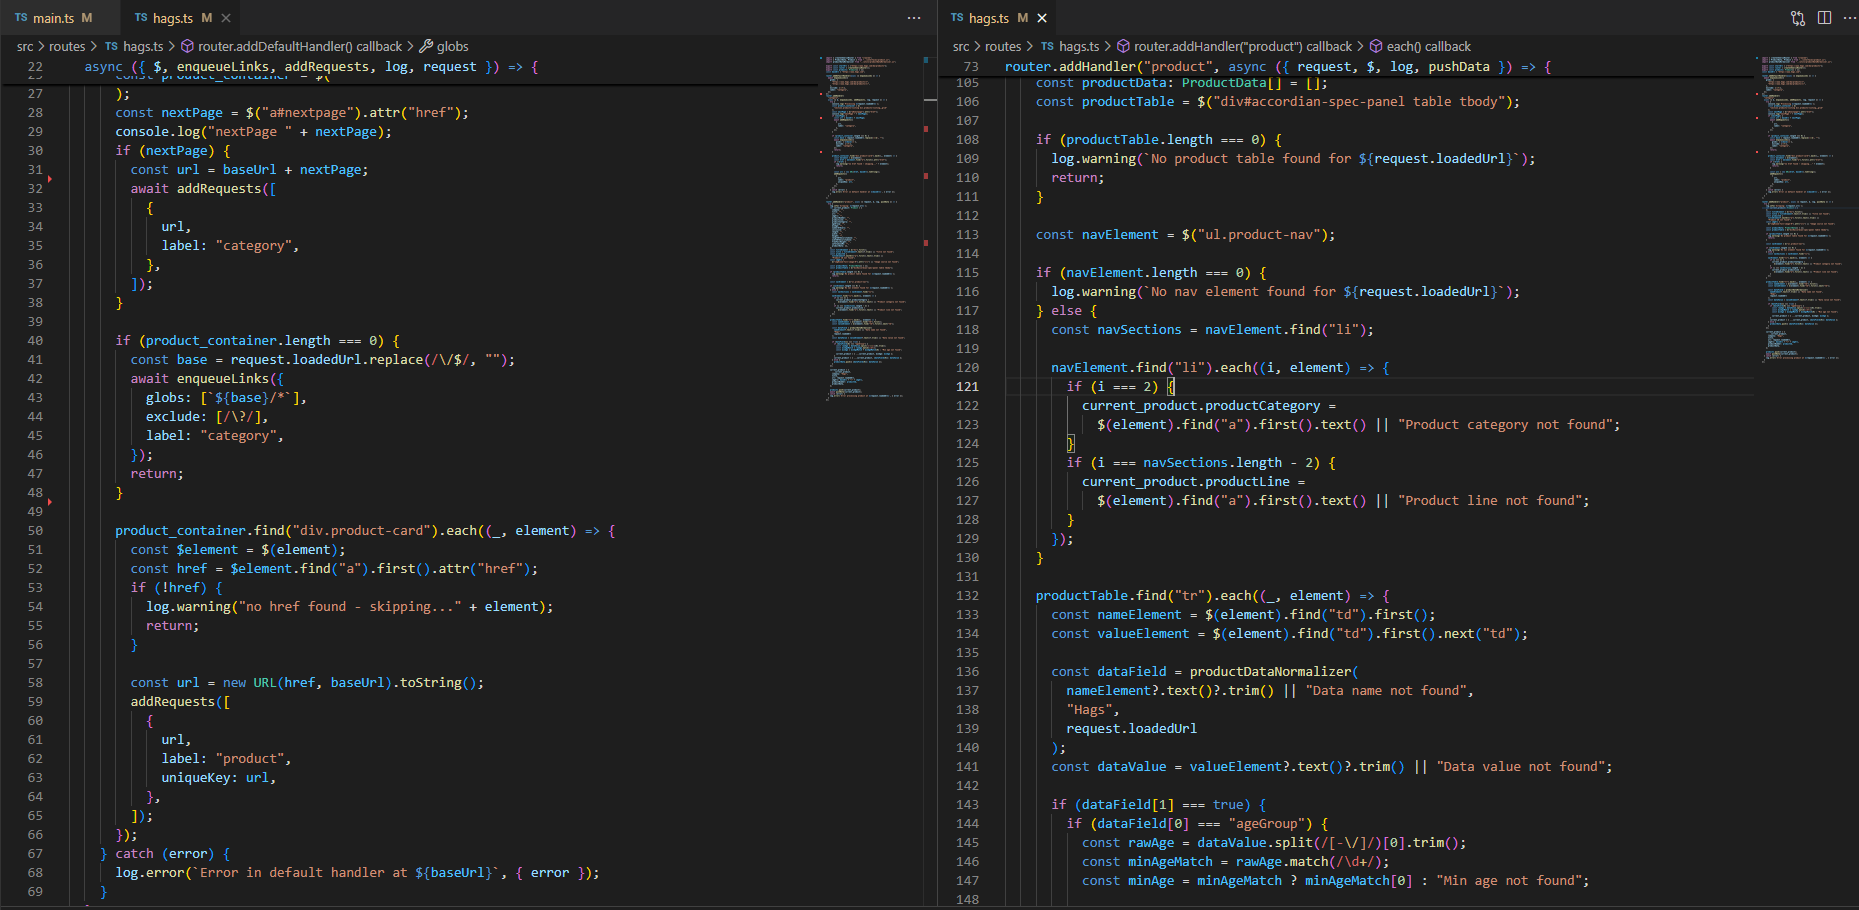 TS main.ts M
TS hags.ts M
src > routes > TS hags.ts > router.addDefaultHandler() callback > globs
22 async ({ $, enqueueLinks, addRequests, log, request }) => {
27 );
28 const nextPage = $("a#nextpage").attr("href");
29 console.log("nextPage " + nextPage);
30 if (nextPage) {
31 const url = baseUrl + nextPage;
32 await addRequests([
33 {
34 url,
35 label: "category",
36 },
37 ]);
38 }
39
40 if (product_container.length === 0) {
41 const base = request.loadedUrl.replace(/\/$/, "");
42 await enqueueLinks({
43 globs: [`${base}/*`],
44 exclude: [/\?/],
45 label: "category",
46 });
47 return;
48 }
49
50 product_container.find("div.product-card").each((_, element) => {
51 const $element = $(element);
52 const href = $element.find("a").first().attr("href");
53 if (!href) {
54 log.warning("no href found - skipping..." + element);
55 return;
56 }
57
58 const url = new URL(href, baseUrl).toString();
59 addRequests([
60 {
61 url,
62 label: "product",
63 uniqueKey: url,
64 },
65 ]);
66 });
67 } catch (error) {
68 log.error(`Error in default handler at ${baseUrl}`, { error });
69 }
TS hags.ts M
src > routes > TS hags.ts > router.addHandler("product") callback > each() callback
73 router.addHandler("product", async ({ request, $, log, pushData }) => {
105 const productData: ProductData[] = [];
106 const productTable = $("div#accordian-spec-panel table tbody");
107
108 if (productTable.length === 0) {
109 log.warning(`No product table found for ${request.loadedUrl}`);
110 return;
111 }
112
113 const navElement = $("ul.product-nav");
114
115 if (navElement.length === 0) {
116 log.warning(`No nav element found for ${request.loadedUrl}`);
117 } else {
118 const navSections = navElement.find("li");
119
120 navElement.find("li").each((i, element) => {
121 if (i === 2) {
122 current_product.productCategory =
123 $(element).find("a").first().text() || "Product category not found";
124 }
125 if (i === navSections.length - 2) {
126 current_product.productLine =
127 $(element).find("a").first().text() || "Product line not found";
128 }
129 });
130 }
131
132 productTable.find("tr").each((_, element) => {
133 const nameElement = $(element).find("td").first();
134 const valueElement = $(element).find("td").first().next("td");
135
136 const dataField = productDataNormalizer(
137 nameElement?.text()?.trim() || "Data name not found",
138 "Hags",
139 request.loadedUrl
140 );
141 const dataValue = valueElement?.text()?.trim() || "Data value not found";
142
143 if (dataField[1] === true) {
144 if (dataField[0] === "ageGroup") {
145 const rawAge = dataValue.split(/[-\/]/)[0].trim();
146 const minAgeMatch = rawAge.match(/\d+/);
147 const minAge = minAgeMatch ? minAgeMatch[0] : "Min age not found";
148